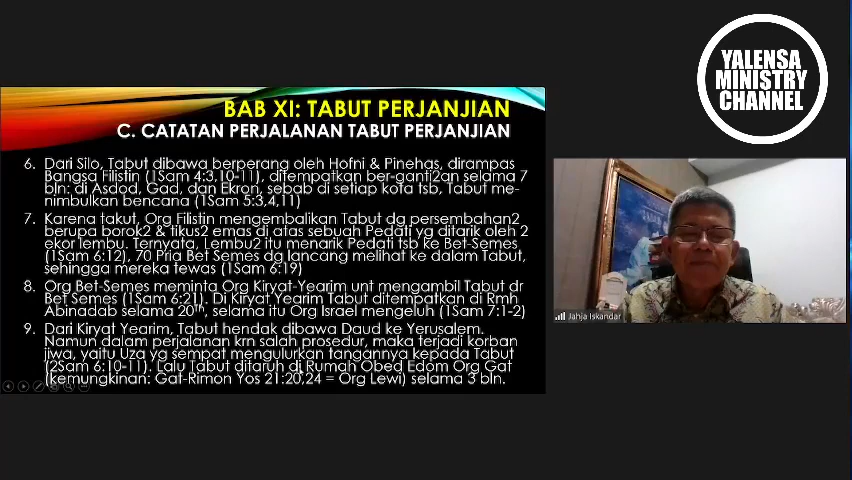 YALENSA
MINISTRY
CHANNEL
BAB XI: TABUT PERJANJIAN
C. CATATAN PERJALANAN TABUT PERJANJIAN
6. Dari Silo, Tabut dibawa berperang oleh Hofni & Pinehas, dirampas
Bangsa Filistin (1Sam 4:3,10-11), ditempatkan ber-ganti2an selama 7
bln: di Asdod, Gad, dan Ekron, sebab di setiap kota tsb, Tabut me-
nimbulkan bencana (1Sam 5:3,4,11)
7. Karena takut, Org Filistin mengembalikan Tabut dg persembahan2
berupa borok2 & tikus2 emas di atas sebuah Pedati yg ditarik oleh 2
ekor lembu. Ternyata, Lembu2 itu menarik Pedati tsb ke Bet-Semes
(1Sam 6:12), 70 Pria Bet Semes dg lancang melihat ke dalam Tabut,
sehingga mereka tewas (1Sam 6:19)
8. Org Bet-Semes meminta Org Kiryat-Yearim unt mengambil Tabut dr
Bet Semes (1Sam 6:21). Di Kiryat Yearim Tabut ditempatkan di Rmh
Abinadab selama 20Th, selama itu Org Israel mengeluh (1Sam 7:1-2)
9. Dari Kiryat Yearim, Tabut hendak dibawa Daud ke Yerusalem.
Namun dalam perjalanan krn salah prosedur, maka terjadi korban
jiwa, yaitu Uza yg sempat mengulurkan tangannya kepada Tabut
(2Sam 6:10-11). Lalu Tabut ditaruh di Rumah Obed Edom Org Gat
(kemungkinan: Gat-Rimon Yos 21:20,24 = Org Lewi) selama 3 bln.
Jahja Iskandar